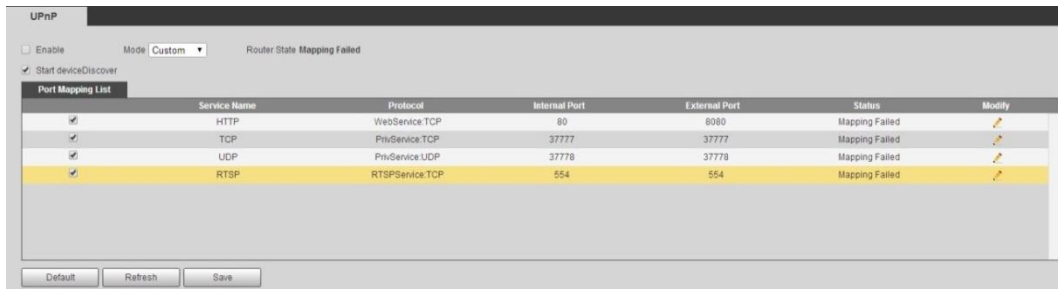 UPnP
Enable Mode Custom Router State Mapping Failed
Start deviceDiscover
Port Mapping List
Service Name Protocol Internal Port External Port Status Modify
HTTP WebService:TCP 80 8080 Mapping Failed
TCP PrivService:TCP 37777 37777 Mapping Failed
UDP PrivService:UDP 37778 37778 Mapping Failed
RTSP RTSPService:TCP 554 554 Mapping Failed
Default Refresh Save